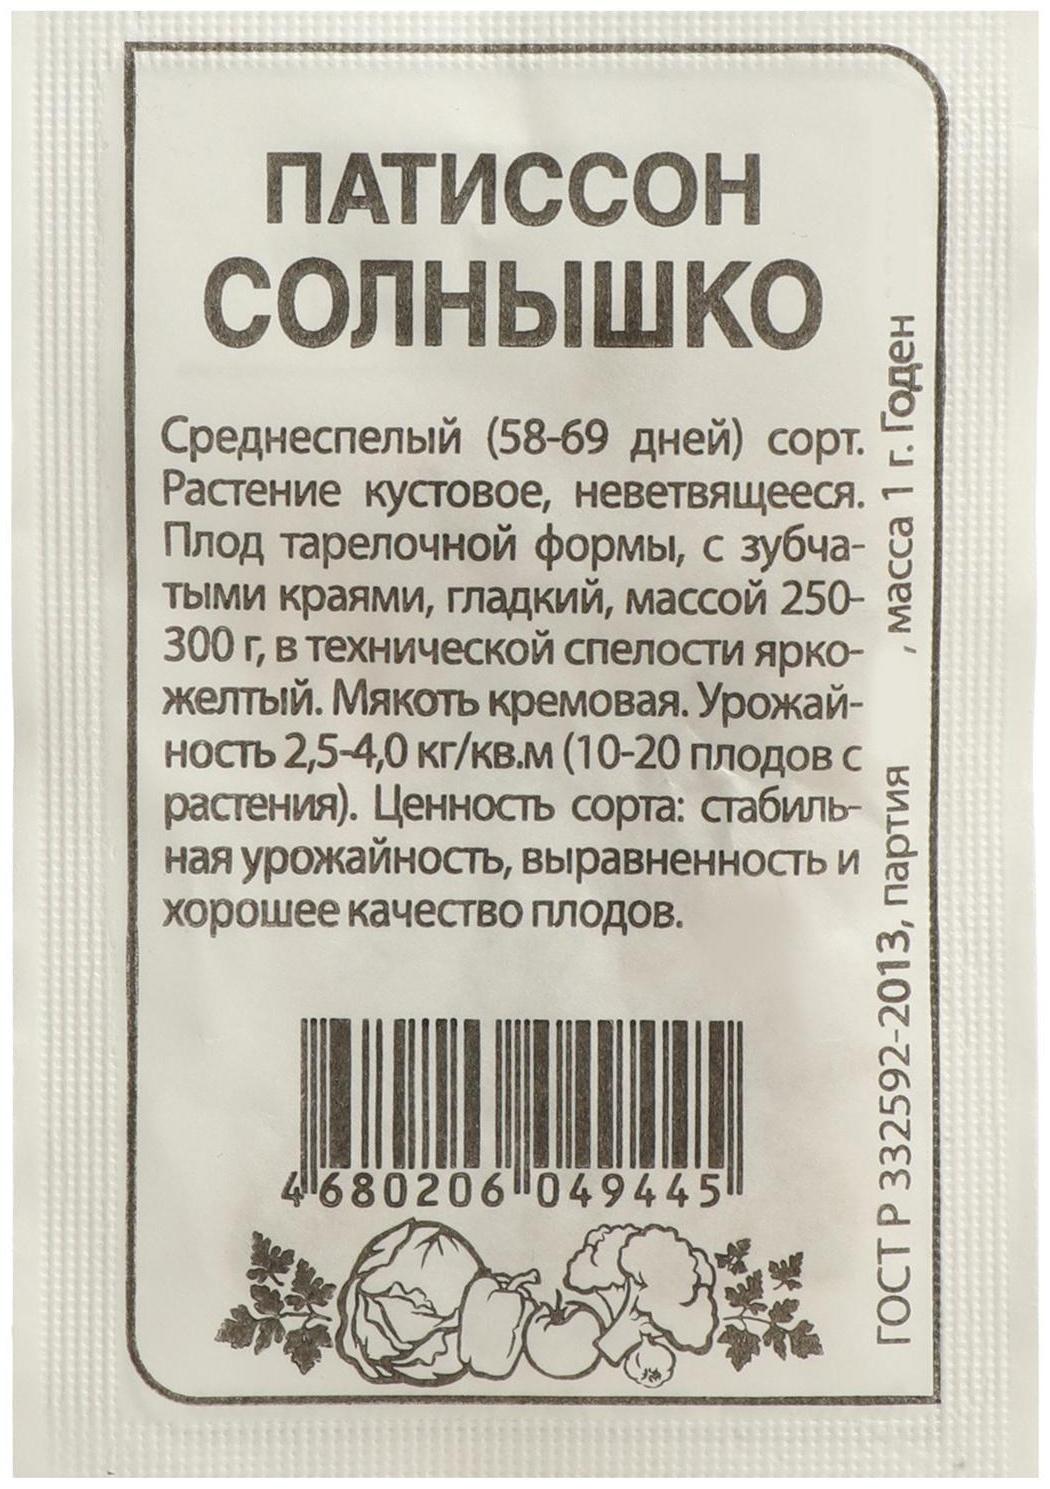 ПАТИССОН
СОЛНЫШКО
Среднеспелый (58-69 дней) сорт.
Растение кустовое, неветвящееся.
Плод тарелочной формы, с зубча-
тыми краями, гладкий, массой 250-
300 г, в технической спелости ярко-
желтый. Мякоть кремовая. Урожай-
ность 2,5-4,0 кг/кв.м (10-20 плодов с
растения). Ценность сорта: стабиль-
ная урожайность, выравненность и
хорошее качество плодов.
4 680206 049445
ГОСТ Р 332592-2013, партия , масса 1 г. Годен